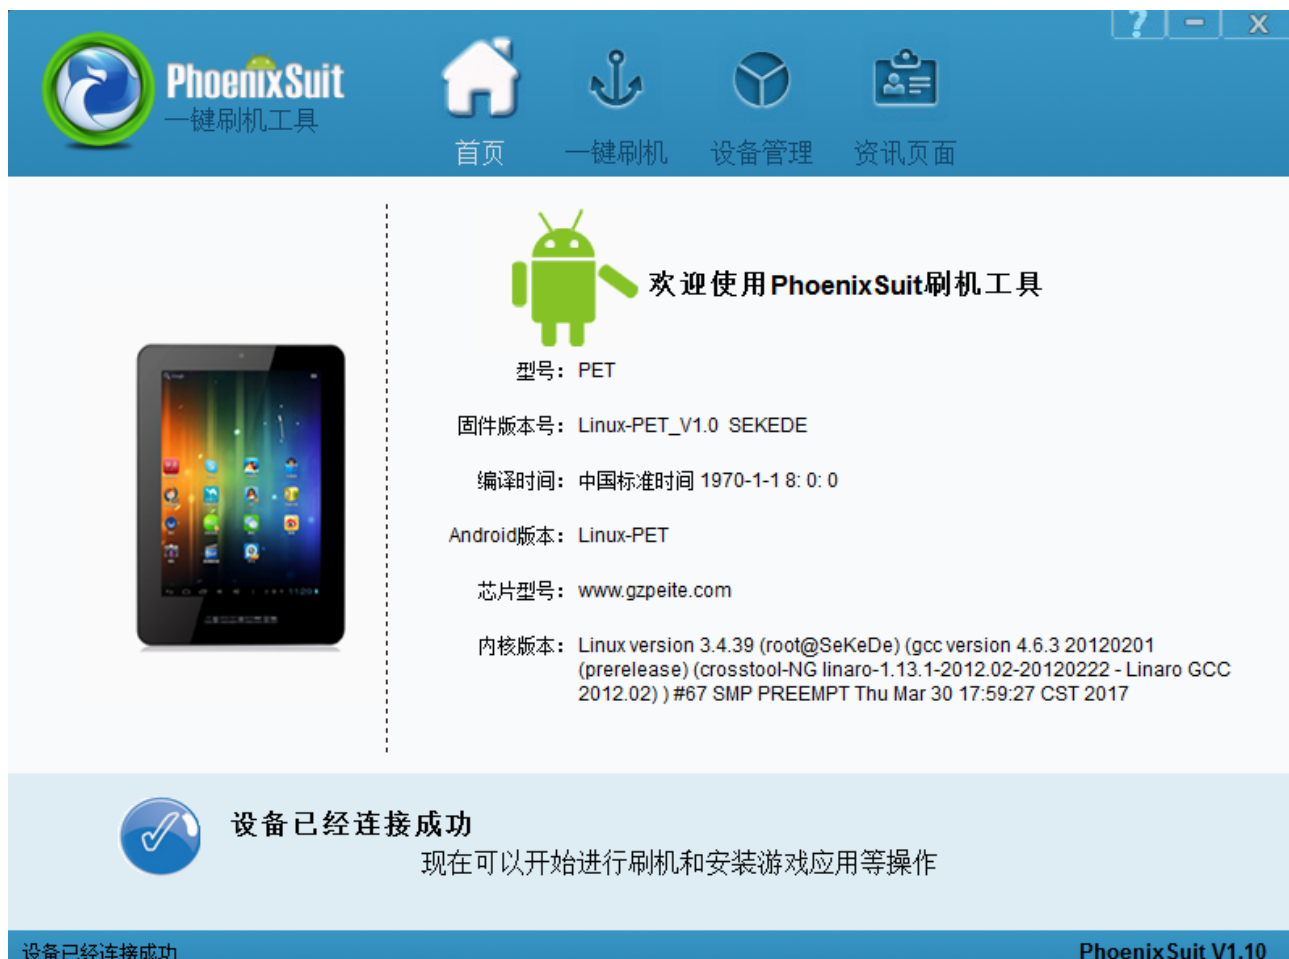 ? — X
PhoenixSuit
一键刷机工具
首页 一键刷机 设备管理 资讯页面
欢迎使用PhoenixSuit刷机工具
型号： PET
固件版本号： Linux-PET_V1.0 SEKEDE
编译时间： 中国标准时间 1970-1-1 8: 0: 0
Android版本： Linux-PET
芯片型号： www.gzpeite.com
内核版本： Linux version 3.4.39 (root@SeKeDe) (gcc version 4.6.3 20120201
(prerelease) (crosstool-NG linaro-1.13.1-2012.02-20120222 - Linaro GCC
2012.02) ) #67 SMP PREEMPT Thu Mar 30 17:59:27 CST 2017
设备已经连接成功
现在可以开始进行刷机和安装游戏应用等操作
设备已经连接成功 PhoenixSuit V1.10